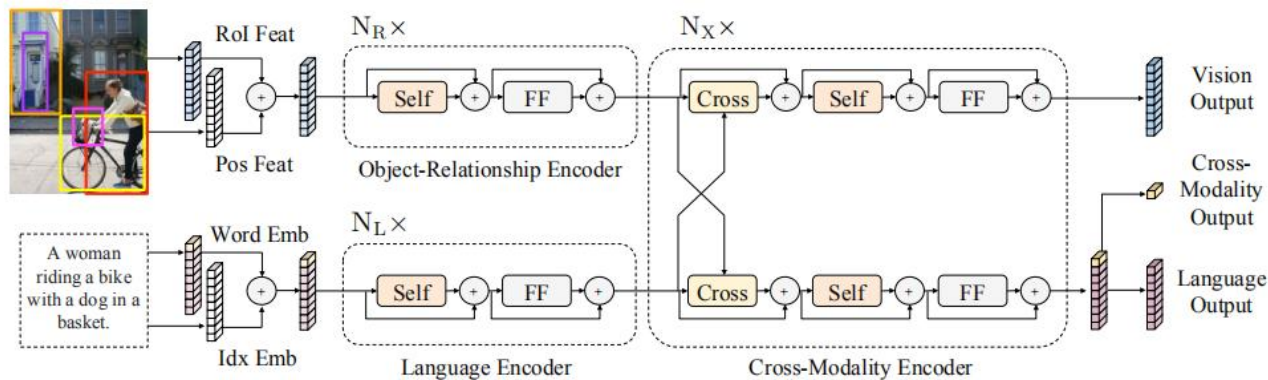 RoI Feat
Pos Feat
N_R ×
Self
+
FF
+
Object-Relationship Encoder
N_X ×
Cross
+
Self
+
FF
+
Vision
Output
Cross-
Modality
Output
A woman
riding a bike
with a dog in a
basket.
Word Emb
+
Idx Emb
N_L ×
Self
+
FF
+
Language Encoder
Cross
+
Self
+
FF
+
Cross-Modality Encoder
Language
Output